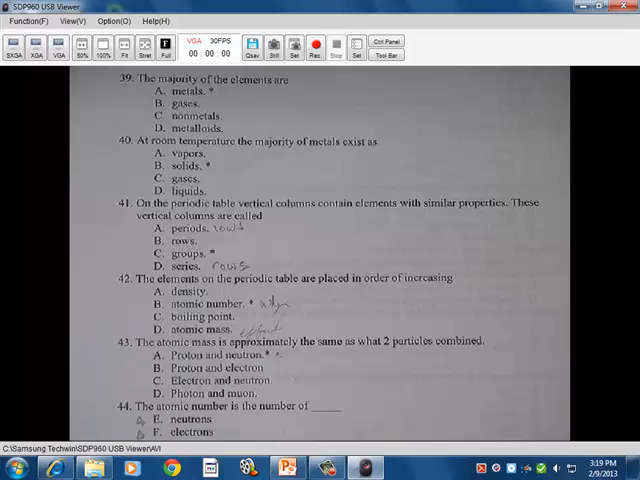 SDP960 USB Viewer
Function(F) View(V) Option(O) Help(H)
VGA 30FPS
00 : 00 : 00
SXGA XGA VGA 50% 100% Fit Stret Full Qsav Still Set Rec Stop Set Ctrl Panel Tool Bar
39. The majority of the elements are
A. metals. *
B. gases.
C. nonmetals.
D. metalloids.
40. At room temperature the majority of metals exist as
A. vapors.
B. solids. *
C. gases.
D. liquids.
41. On the periodic table vertical columns contain elements with similar properties. These
vertical columns are called
A. periods. rows
B. rows.
C. groups. *
D. series. rows
42. The elements on the periodic table are placed in order of increasing
A. density.
B. atomic number. * why
C. boiling point.
D. atomic mass. effect
43. The atomic mass is approximately the same as what 2 particles combined.
A. Proton and neutron. *
B. Proton and electron
C. Electron and neutron.
D. Photon and muon.
44. The atomic number is the number of _____
A E. neutrons
B F. electrons
C:\Samsung Techwin\SDP960 USB Viewer\AVI
3:19 PM
2/9/2013